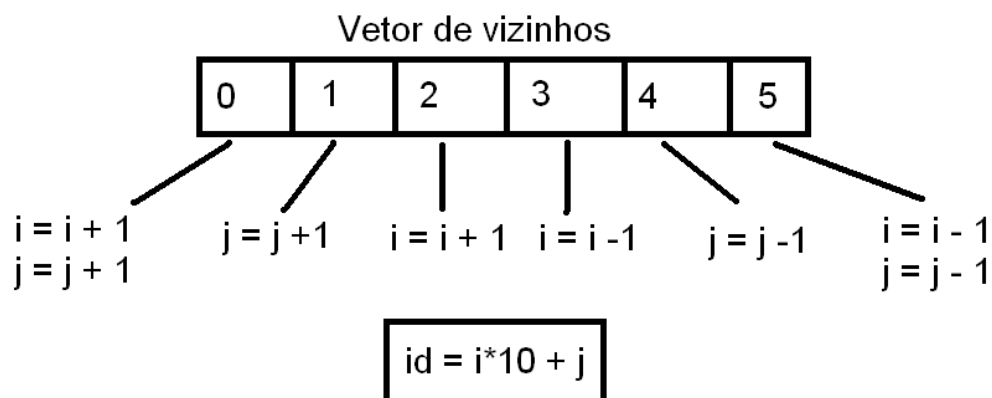 Vetor de vizinhos
0 1 2 3 4 5
i = i + 1
j = j + 1
j = j +1
i = i + 1
i = i -1
j = j -1
i = i - 1
j = j - 1
id = i*10 + j